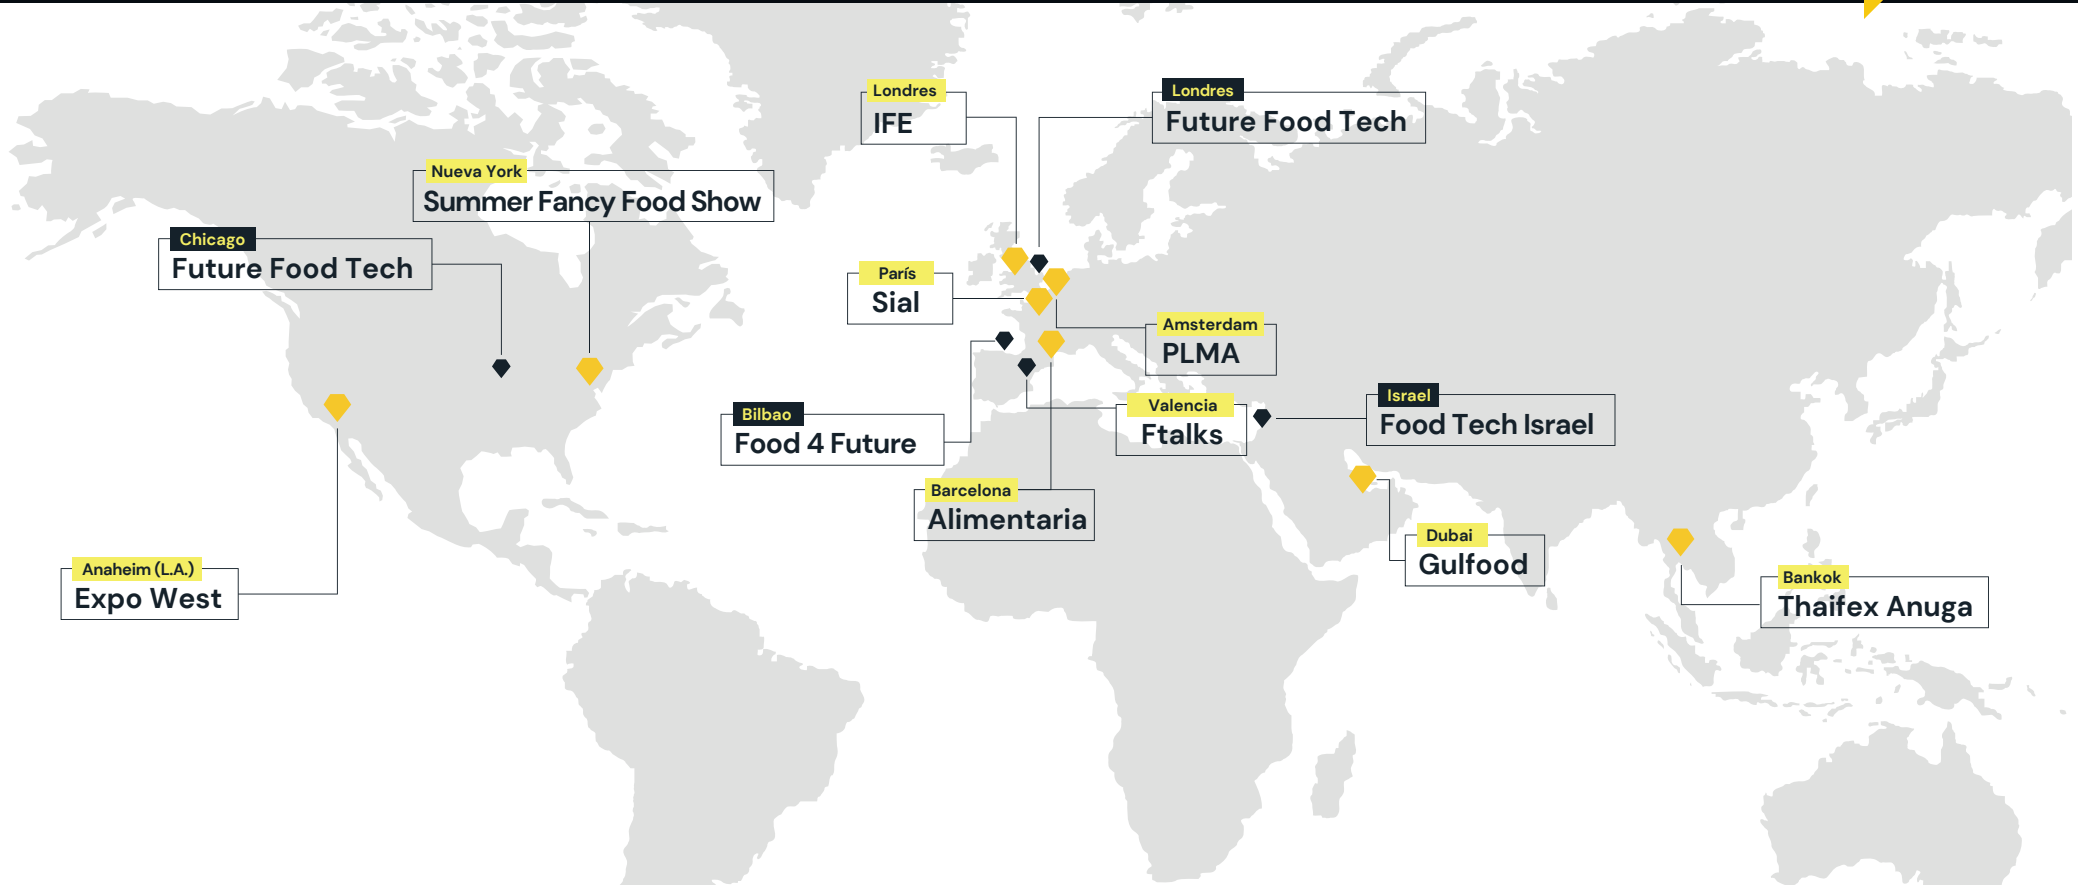 Londres
IFE
Londres
Future Food Tech
Nueva York
Summer Fancy Food Show
Chicago
Future Food Tech
París
Sial
Amsterdam
PLMA
Valencia
Ftalks
Israel
Food Tech Israel
Bilbao
Food 4 Future
Barcelona
Alimentaria
Dubai
Gulfood
Anaheim (L.A.)
Expo West
Bankok
Thaifex Anuga